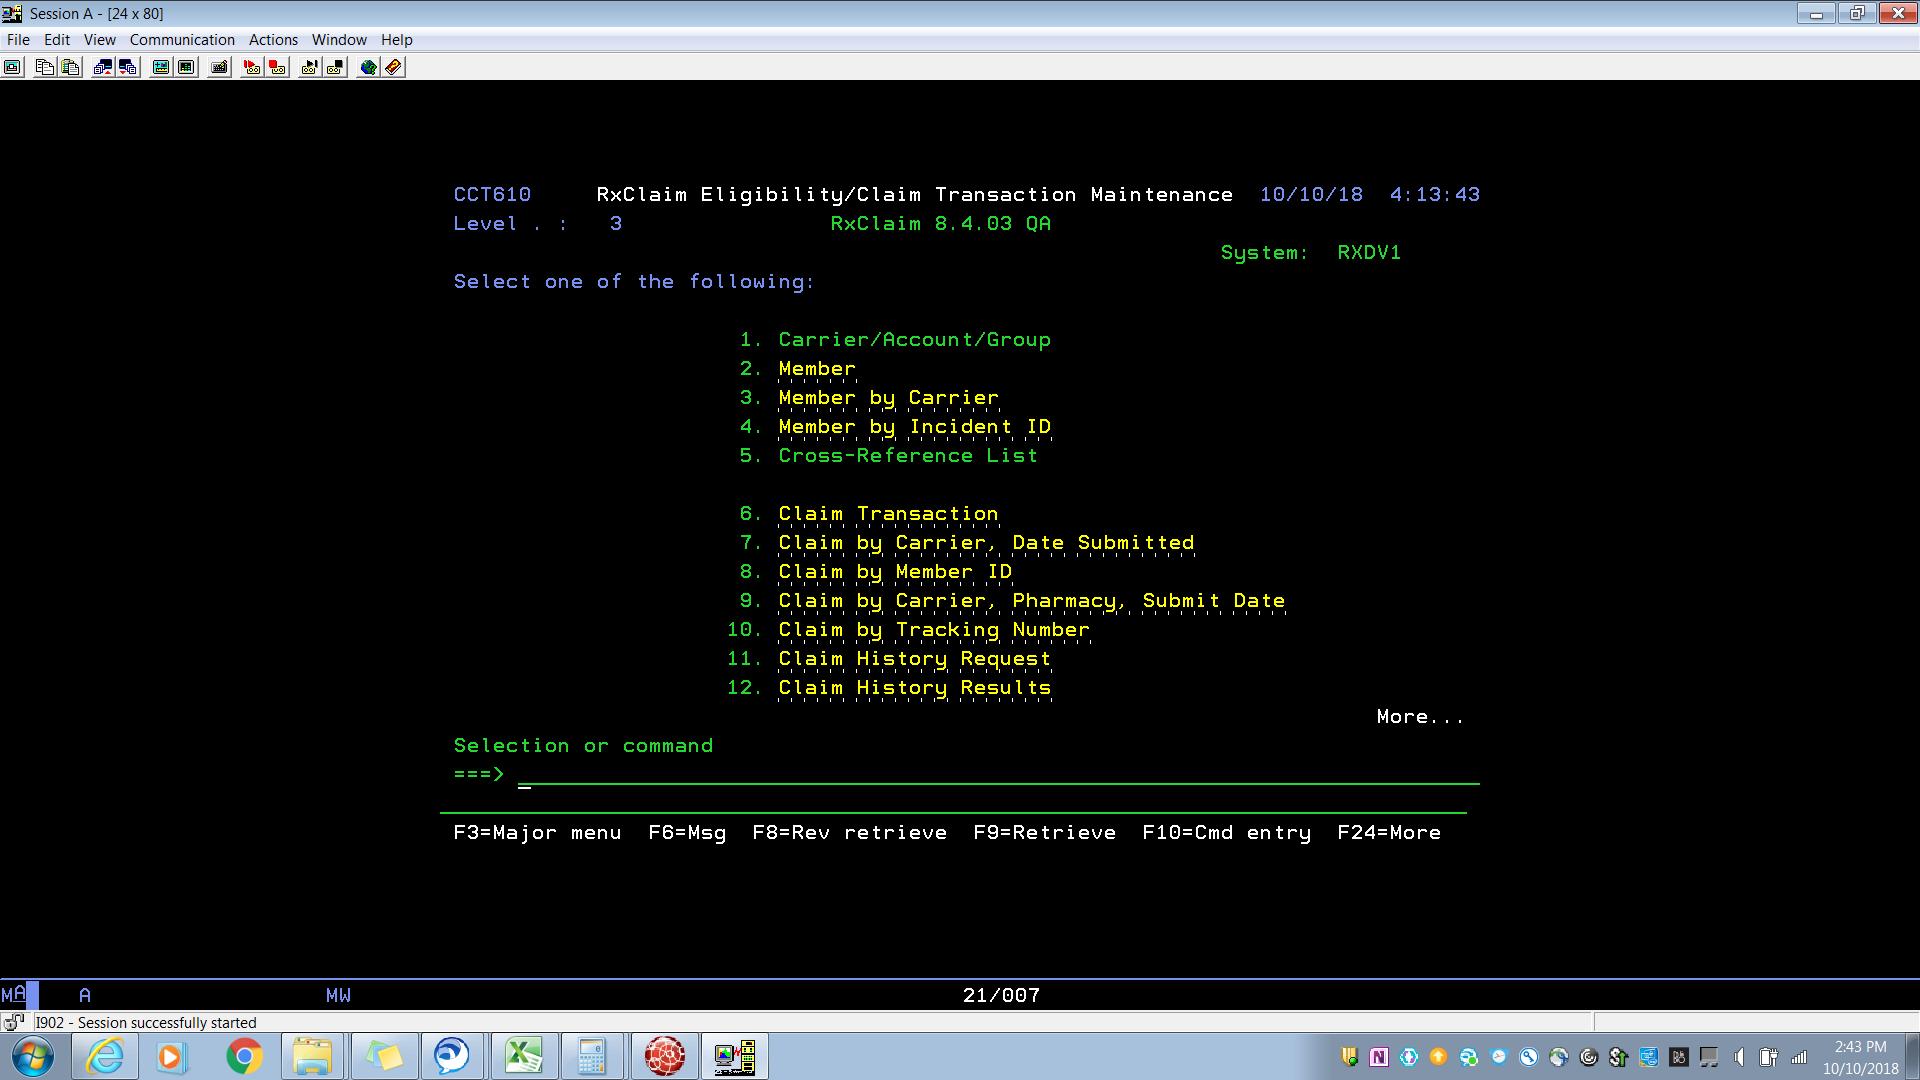 Session A - [24 x 80]
File Edit View Communication Actions Window Help
CCT610 RxClaim Eligibility/Claim Transaction Maintenance 10/10/18 4:13:43
Level . : 3 RxClaim 8.4.03 QA
System: RXDV1
Select one of the following:
1. Carrier/Account/Group
2. Member
3. Member by Carrier
4. Member by Incident ID
5. Cross-Reference List
6. Claim Transaction
7. Claim by Carrier, Date Submitted
8. Claim by Member ID
9. Claim by Carrier, Pharmacy, Submit Date
10. Claim by Tracking Number
11. Claim History Request
12. Claim History Results
More...
Selection or command
===>
F3=Major menu F6=Msg F8=Rev retrieve F9=Retrieve F10=Cmd entry F24=More
MA A MW 21/007
I902 - Session successfully started
2:43 PM
10/10/2018